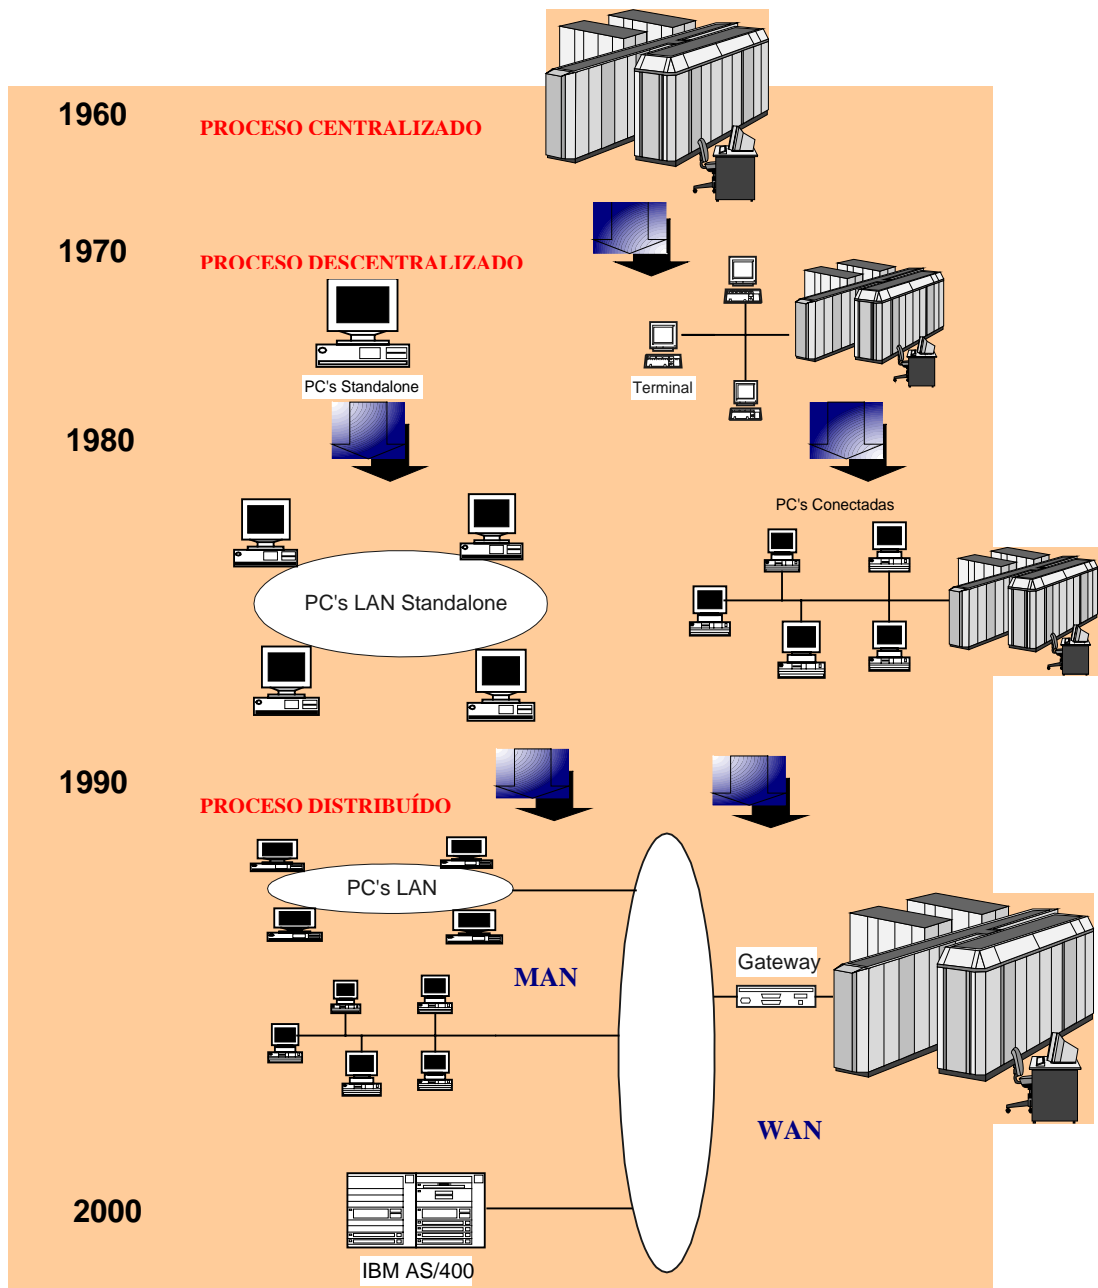 1960
PROCESO CENTRALIZADO
1970
PROCESO DESCENTRALIZADO
PC's Standalone
Terminal
1980
PC's Conectadas
PC's LAN Standalone
1990
PROCESO DISTRIBUÍDO
PC's LAN
MAN
Gateway
WAN
2000
IBM AS/400